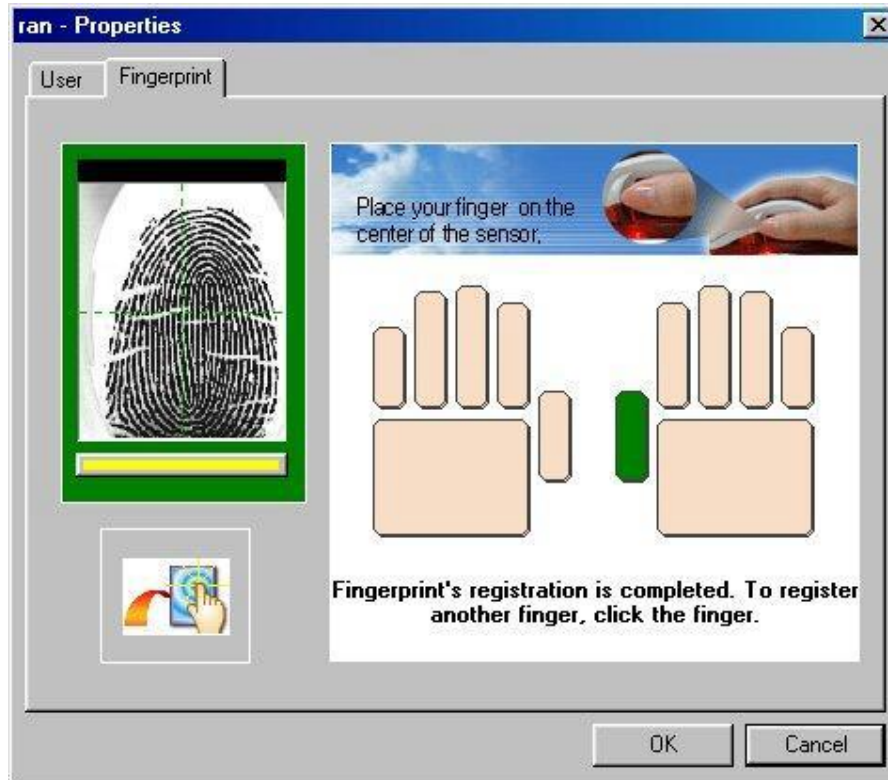 ran - Properties
User
Fingerprint
Place your finger on the
center of the sensor,
Fingerprint's registration is completed. To register
another finger, click the finger.
OK
Cancel